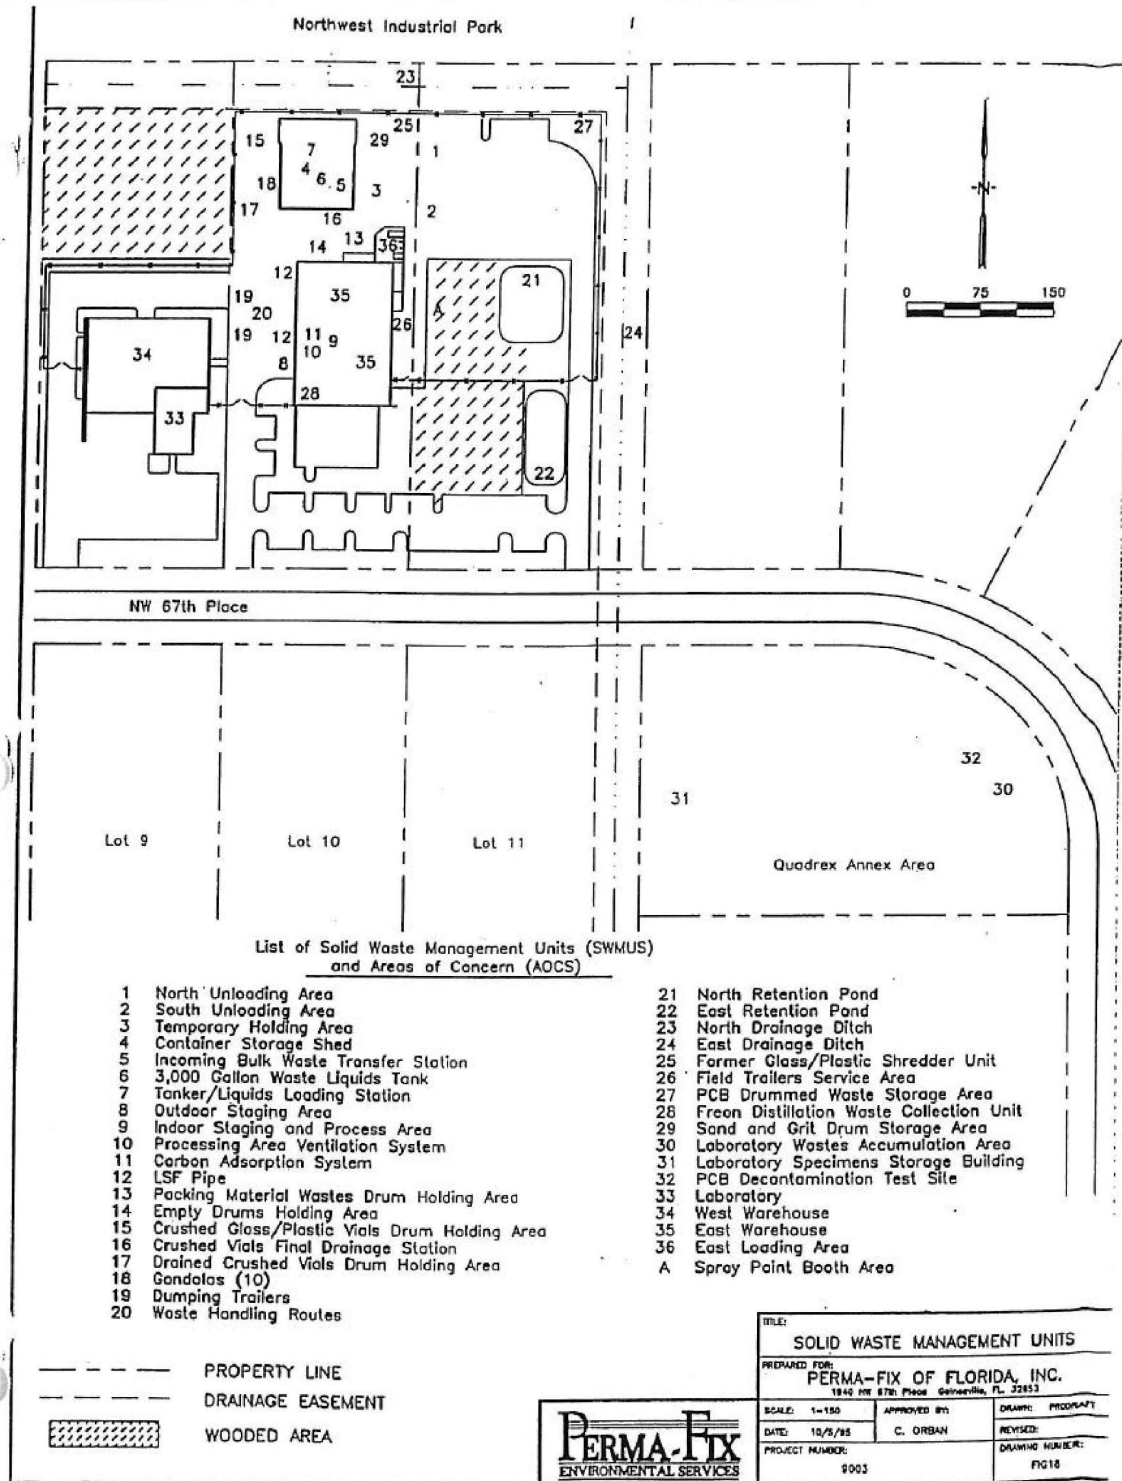 Northwest Industrial Park
23
25
27
15
7
29
1
4
6
5
18
3
17
16
2
-N-
14
13
36
12
35
21
0 75 150
19
20
A
19
12
11
9
26
24
10
34
8
35
28
33
22
NW 67th Place
32
30
31
Lot 9
Lot 10
Lot 11
Quadrex Annex Area
List of Solid Waste Management Units (SWMUS)
and Areas of Concern (AOCS)
1 North Unloading Area
2 South Unloading Area
3 Temporary Holding Area
4 Container Storage Shed
5 Incoming Bulk Waste Transfer Station
6 3,000 Gallon Waste Liquids Tank
7 Tanker/Liquids Loading Station
8 Outdoor Staging Area
9 Indoor Staging and Process Area
10 Processing Area Ventilation System
11 Carbon Adsorption System
12 LSF Pipe
13 Packing Material Wastes Drum Holding Area
14 Empty Drums Holding Area
15 Crushed Glass/Plastic Vials Drum Holding Area
16 Crushed Vials Final Drainage Station
17 Drained Crushed Vials Drum Holding Area
18 Gondolas (10)
19 Dumping Trailers
20 Waste Handling Routes
21 North Retention Pond
22 East Retention Pond
23 North Drainage Ditch
24 East Drainage Ditch
25 Former Glass/Plastic Shredder Unit
26 Field Trailers Service Area
27 PCB Drummed Waste Storage Area
28 Freon Distillation Waste Collection Unit
29 Sand and Grit Drum Storage Area
30 Laboratory Wastes Accumulation Area
31 Laboratory Specimens Storage Building
32 PCB Decontamination Test Site
33 Laboratory
34 West Warehouse
35 East Warehouse
36 East Loading Area
A Spray Paint Booth Area
PROPERTY LINE
DRAINAGE EASEMENT
WOODED AREA
PERMA-FIX
ENVIRONMENTAL SERVICES
TITLE:
SOLID WASTE MANAGEMENT UNITS
PREPARED FOR:
PERMA-FIX OF FLORIDA, INC.
1940 NW 67th Place Gainesville, FL. 32653
SCALE: 1-150
APPROVED BY:
C. ORBAN
DRAWN: PRODRAFT
DATE: 10/5/95
REVISED:
PROJECT NUMBER:
9003
DRAWING NUMBER:
FIG18